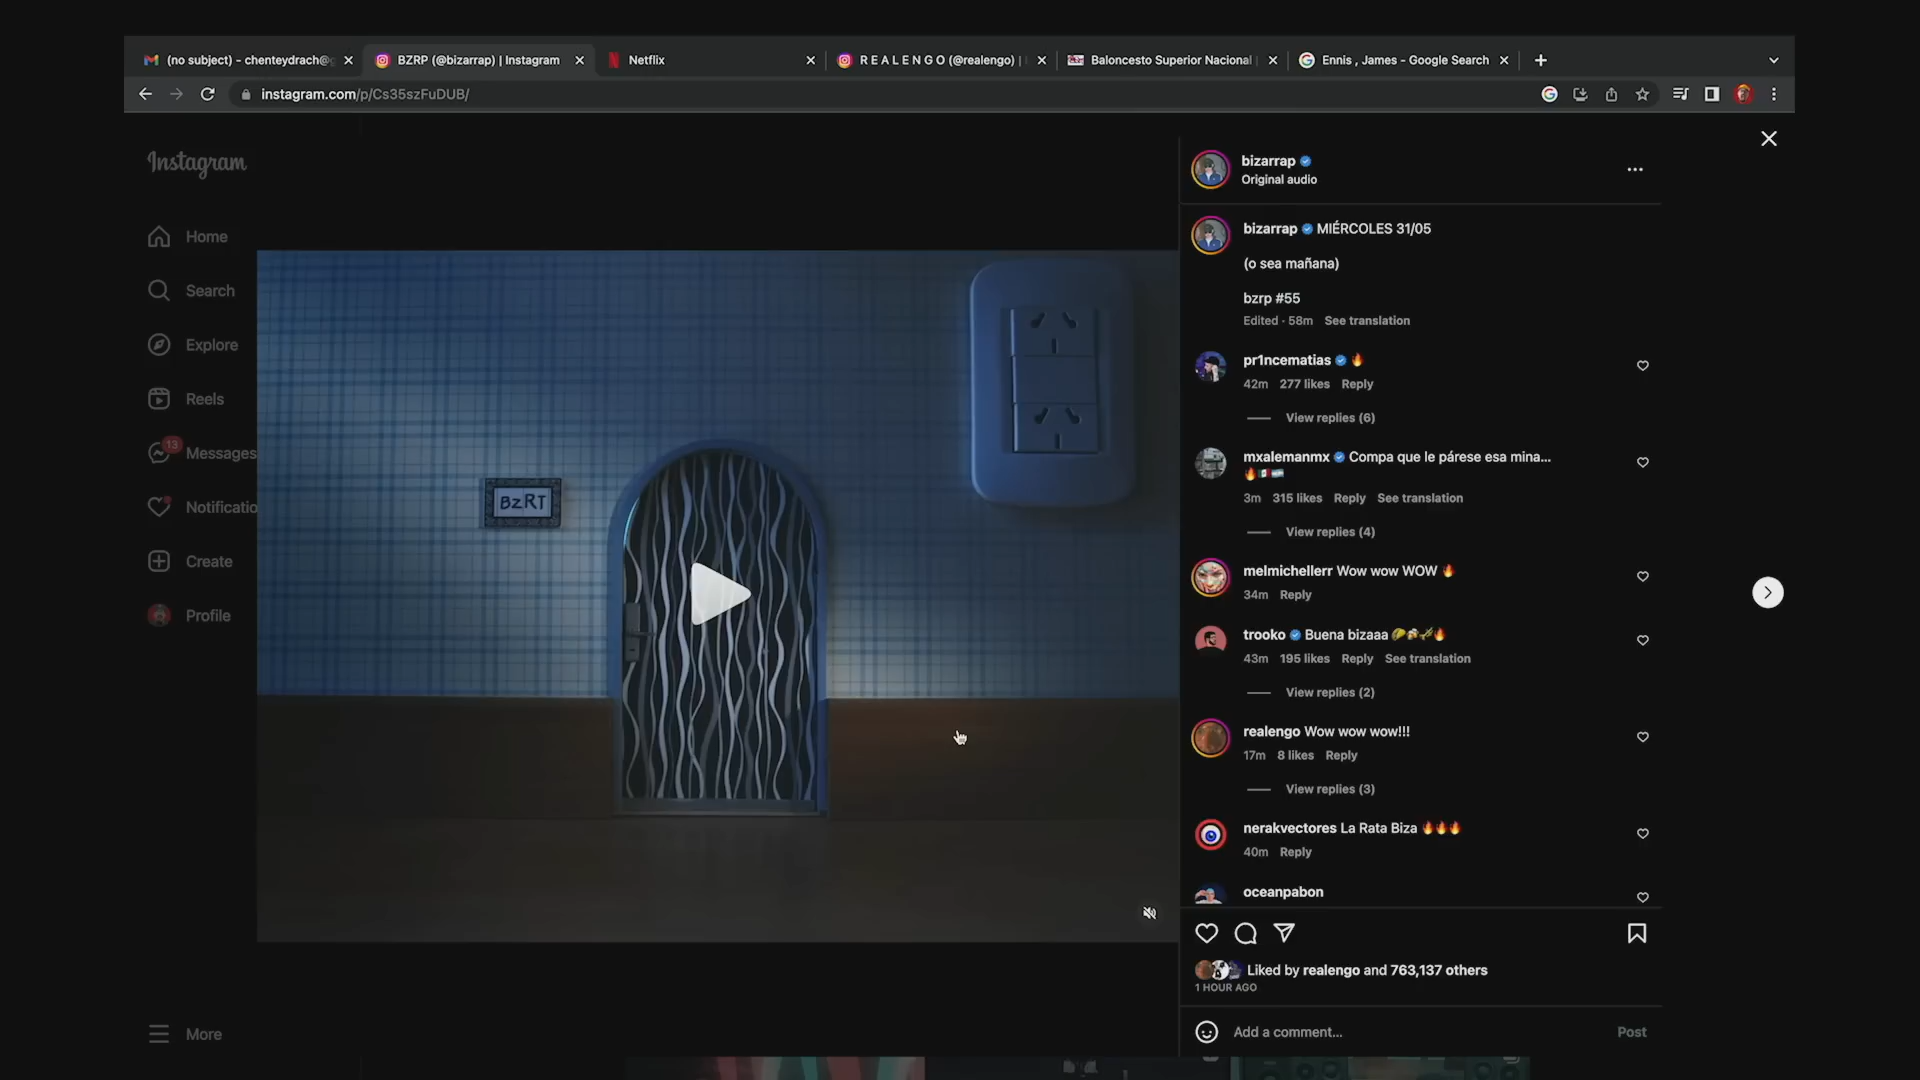 (no subject) - chenteydrach@g
BZRP (@bizarrap) | Instagram
Netflix
R E A L E N G O (@realengo) |
Baloncesto Superior Nacional
Ennis , James - Google Search
instagram.com/p/Cs35szFuDUB/
Instagram
Home
Search
Explore
Reels
13
Messages
Notificatio
Create
Profile
More
BzRT
bizarrap
Original audio
bizarrap MIÉRCOLES 31/05
(o sea mañana)
bzrp #55
Edited · 58m See translation
pr1ncematias 🔥
42m 277 likes Reply
View replies (6)
mxalemanmx Compa que le párese esa mina...
🔥🇲🇽🇦🇷
3m 315 likes Reply See translation
View replies (4)
melmichellerr Wow wow WOW 🔥
34m Reply
trooko Buena bizaaa 🌮🍻🎺🔥
43m 195 likes Reply See translation
View replies (2)
realengo Wow wow wow!!!
17m 8 likes Reply
View replies (3)
nerakvectores La Rata Biza 🔥🔥🔥
40m Reply
oceanpabon
Liked by realengo and 763,137 others
1 HOUR AGO
Add a comment...
Post